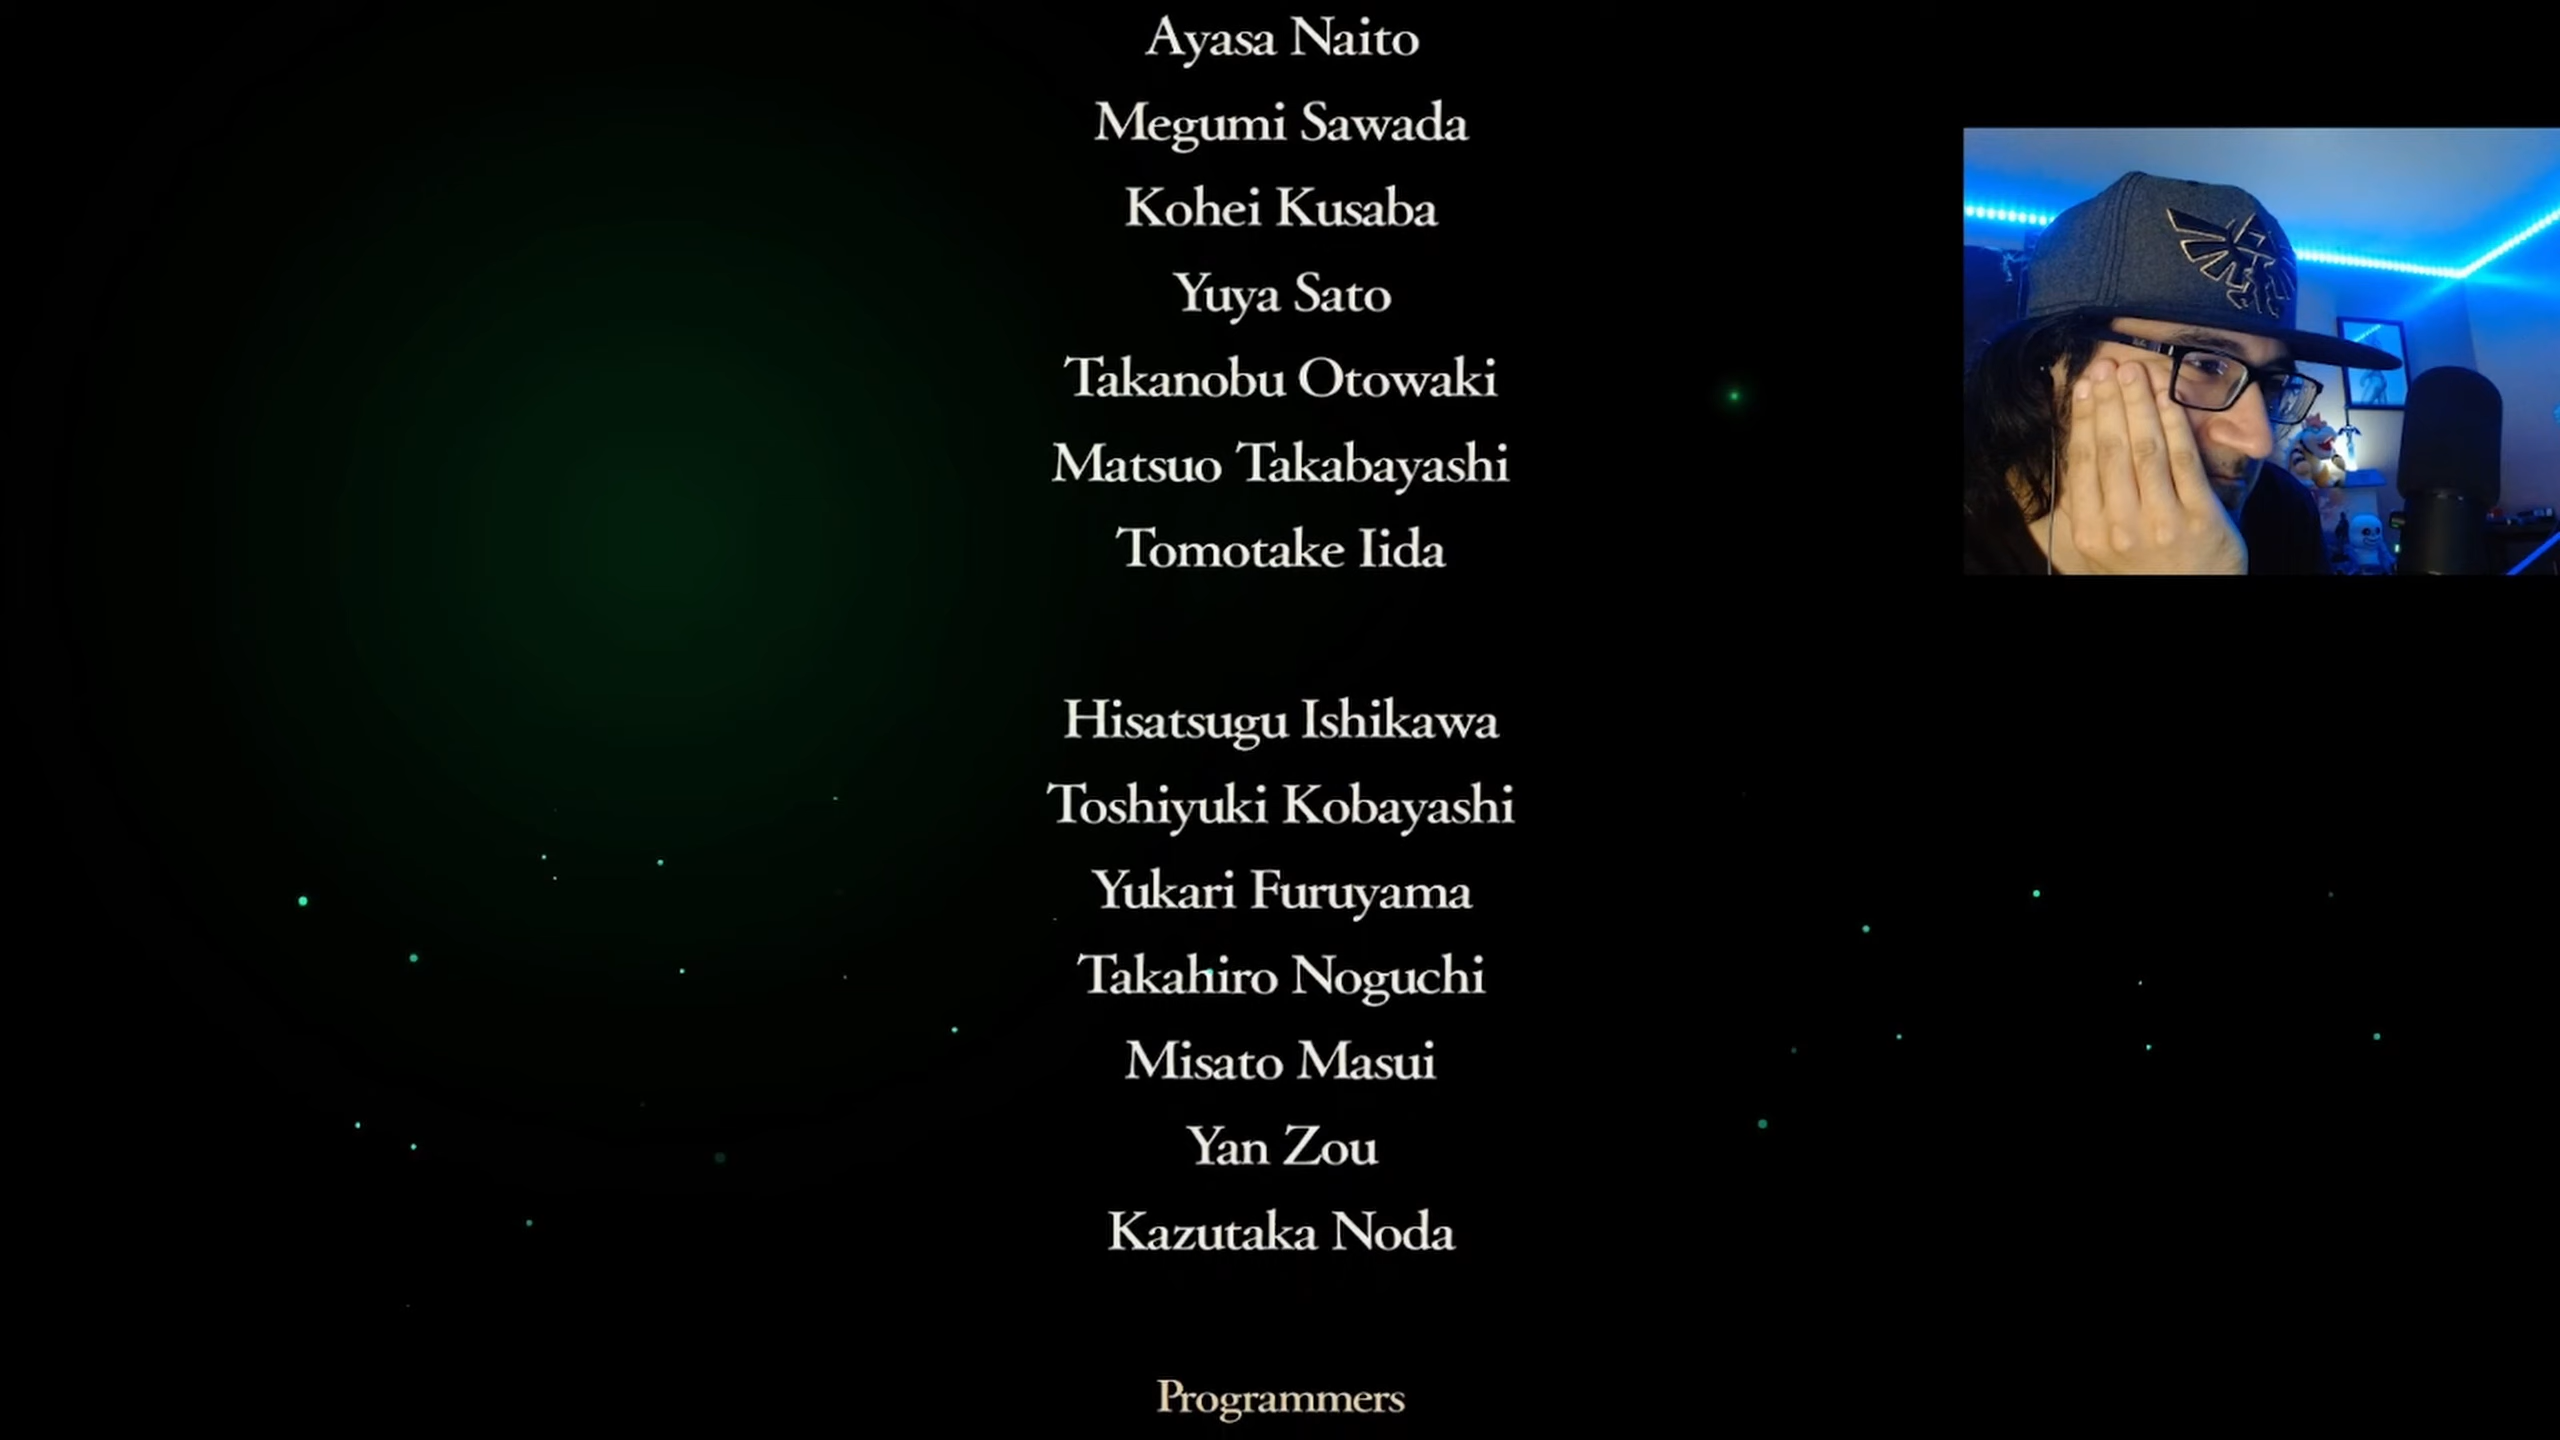 Ayasa Naito
Megumi Sawada
Kohei Kusaba
Yuya Sato
Takanobu Otowaki
Matsuo Takabayashi
Tomotake Iida
Hisatsugu Ishikawa
Toshiyuki Kobayashi
Yukari Furuyama
Takahiro Noguchi
Misato Masui
Yan Zou
Kazutaka Noda
Programmers